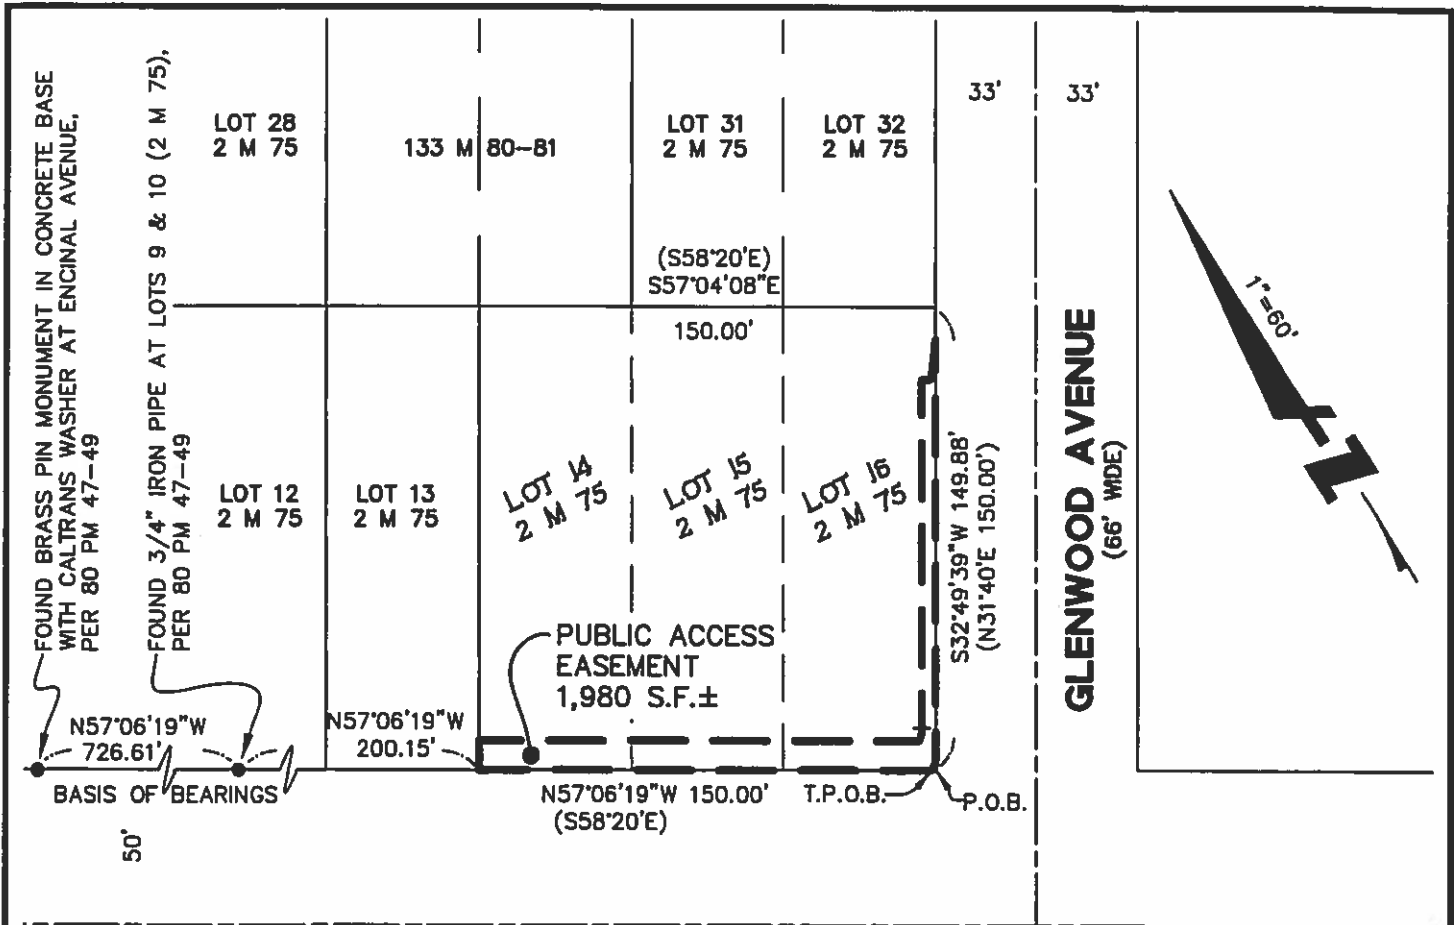 FOUND BRASS PIN MONUMENT IN CONCRETE BASE
WITH CALTRANS WASHER AT ENCINAL AVENUE,
PER 80 PM 47-49
FOUND 3/4" IRON PIPE AT LOTS 9 & 10 (2 M 75),
PER 80 PM 47-49
LOT 28
2 M 75
133 M 80-81
LOT 31
2 M 75
LOT 32
2 M 75
33'
33'
(S58°20'E)
S57°04'08"E
150.00'
1"=60'
LOT 12
2 M 75
LOT 13
2 M 75
LOT 14
2 M 75
LOT 15
2 M 75
LOT 16
2 M 75
S32°49'39"W 149.88'
(N31°40'E 150.00')
GLENWOOD AVENUE
(66' WIDE)
PUBLIC ACCESS
EASEMENT
1,980 S.F.±
N57°06'19"W
726.61'
N57°06'19"W
200.15'
BASIS OF BEARINGS
N57°06'19"W 150.00'
(S58°20'E)
T.P.O.B.
P.O.B.
50'